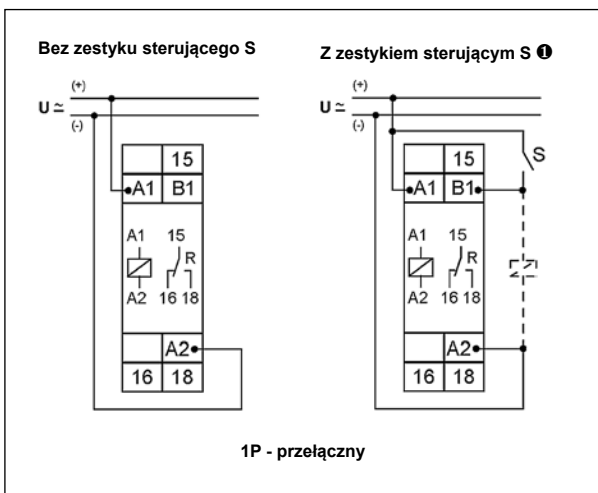 Bez zestyku sterującego S
Z zestykiem sterującym S ❶
(+)
U ≃
(-)
15
A1 B1
A1 15
R
A2 16 18
A2
16 18
(+)
U ≃
(-)
S
15
A1 B1
A1 15
R
A2 16 18
A2
16 18
1P - przełączny